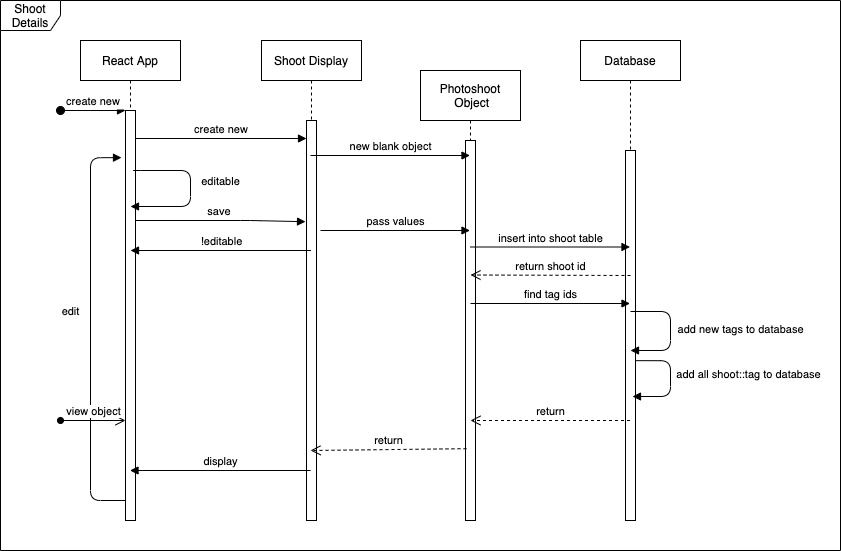 Shoot
Details
React App
Shoot Display
Photoshoot
Object
Database
create new
create new
new blank object
editable
save
pass values
!editable
insert into shoot table
return shoot id
find tag ids
edit
add new tags to database
add all shoot::tag to database
view object
return
return
display